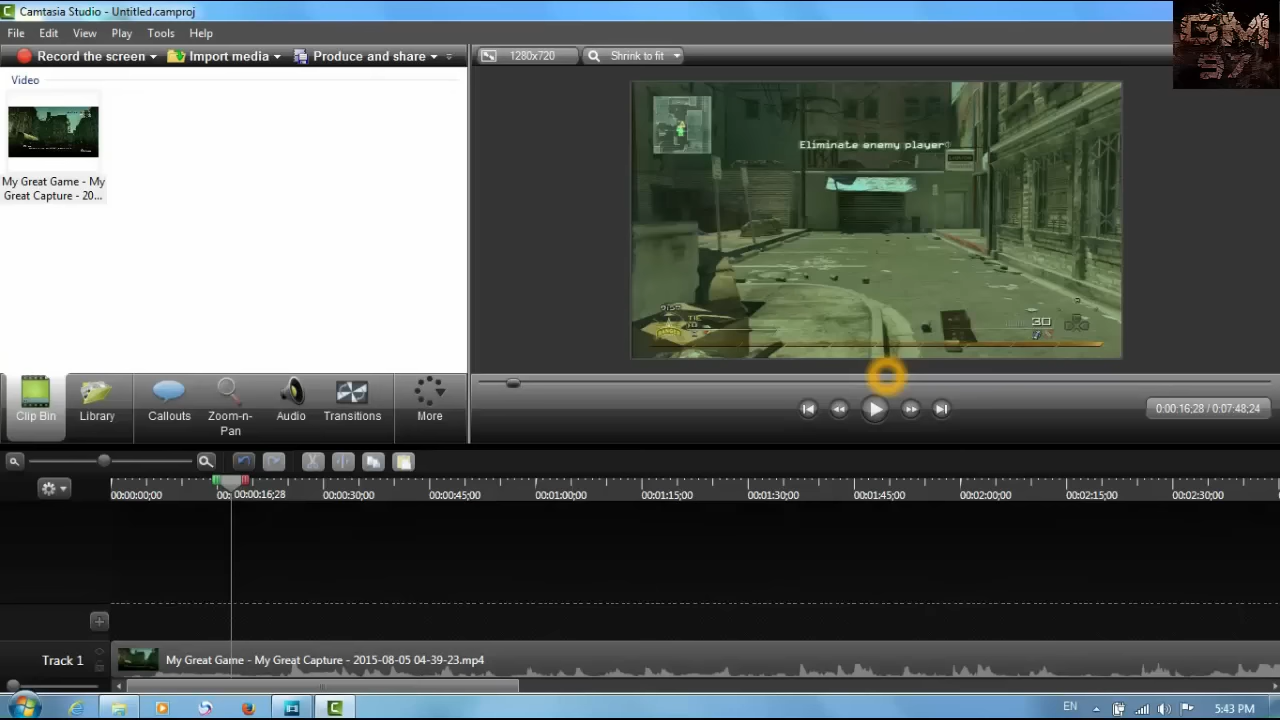 Camtasia Studio - Untitled.camproj
File Edit View Play Tools Help
Record the screen Import media Produce and share
1280x720 Shrink to fit
GM
97
Video
My Great Game - My
Great Capture - 20...
Eliminate enemy player
30
Clip Bin Library Callouts Zoom-n-
Pan Audio Transitions More
0:00:16;28 / 0:07:48;24
00:00:00;00 00: 00:00:16;28 00:00:30;00 00:00:45;00 00:01:00;00 00:01:15;00 00:01:30;00 00:01:45;00 00:02:00;00 00:02:15;00 00:02:30;00
Track 1 My Great Game - My Great Capture - 2015-08-05 04-39-23.mp4
EN 5:43 PM